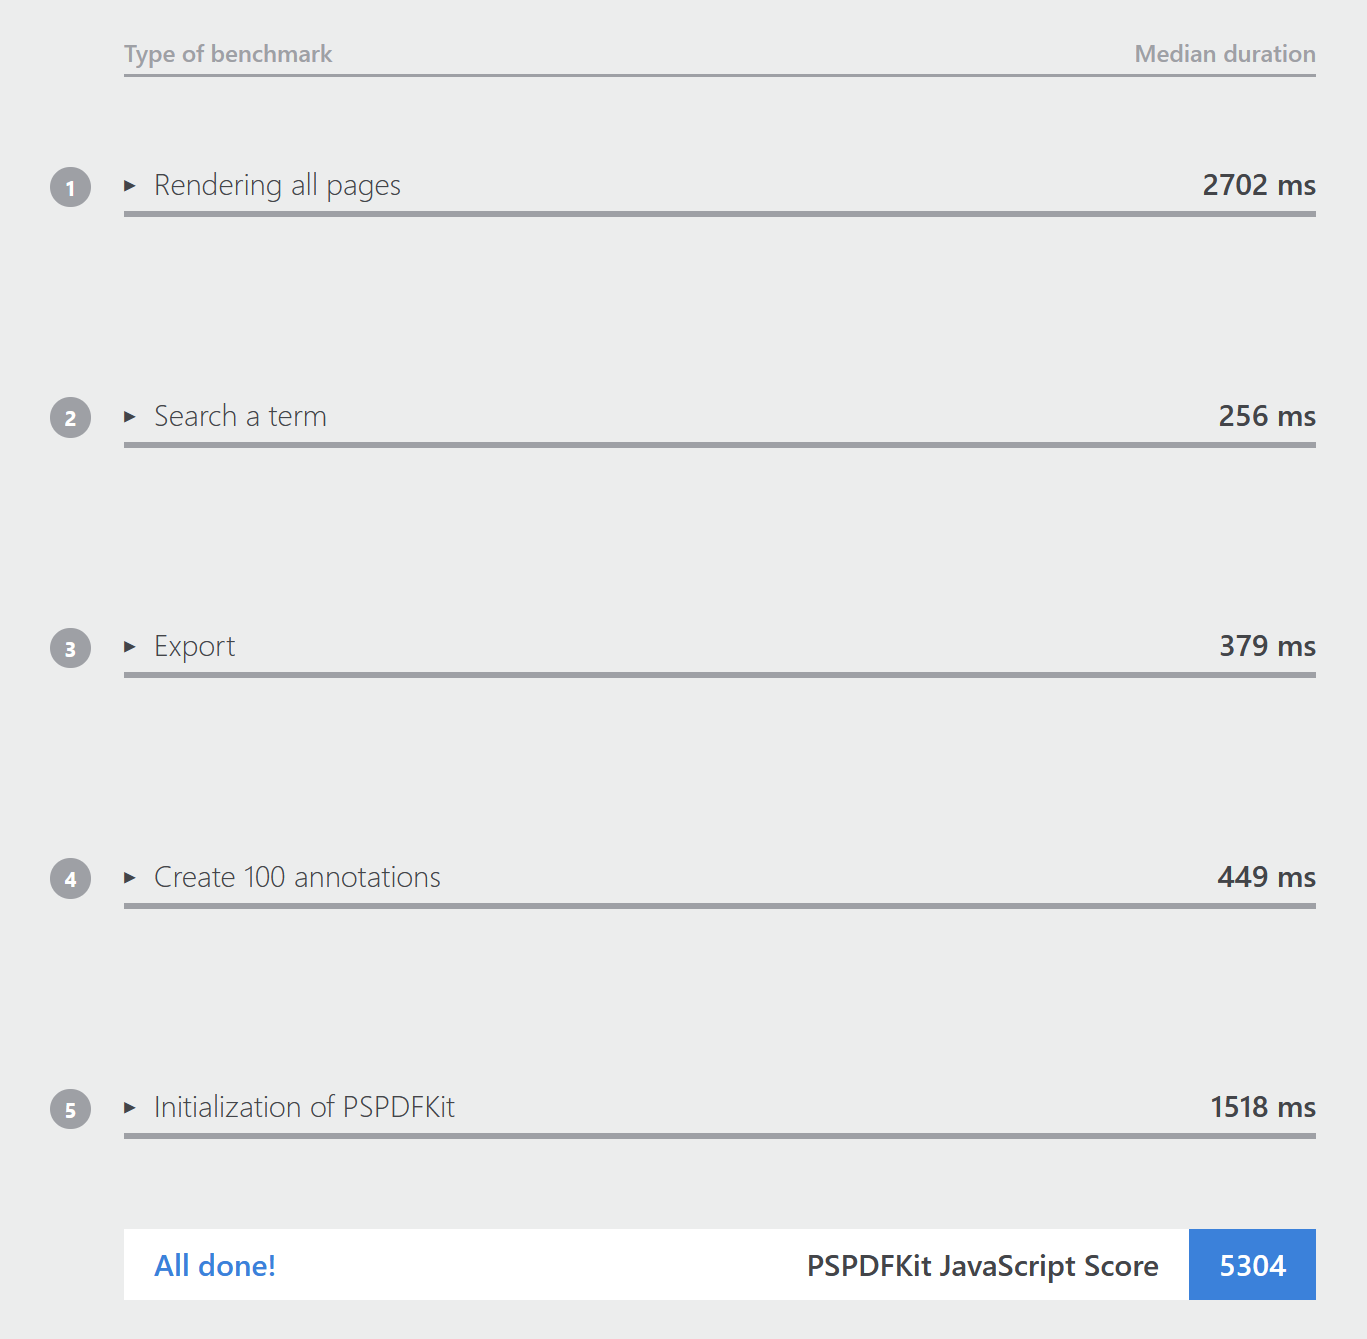 Type of benchmark Median duration
1 ▸ Rendering all pages 2702 ms
2 ▸ Search a term 256 ms
3 ▸ Export 379 ms
4 ▸ Create 100 annotations 449 ms
5 ▸ Initialization of PSPDFKit 1518 ms
All done! PSPDFKit JavaScript Score 5304